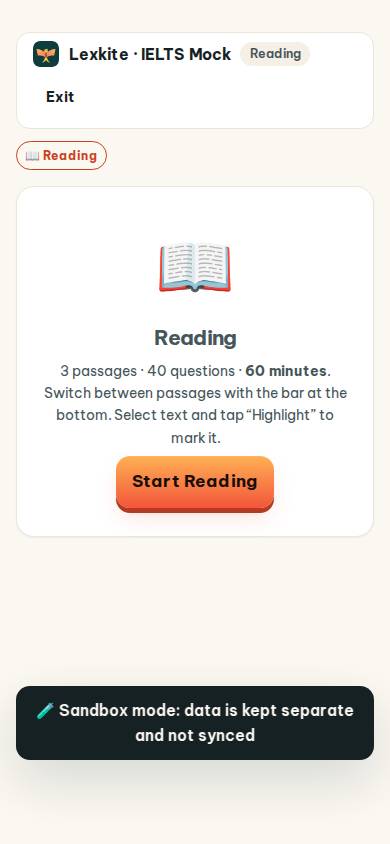 Lexkite · IELTS Mock Reading
Exit
Reading
Reading
3 passages · 40 questions · 60 minutes.
Switch between passages with the bar at the
bottom. Select text and tap “Highlight” to
mark it.
Start Reading
Sandbox mode: data is kept separate
and not synced